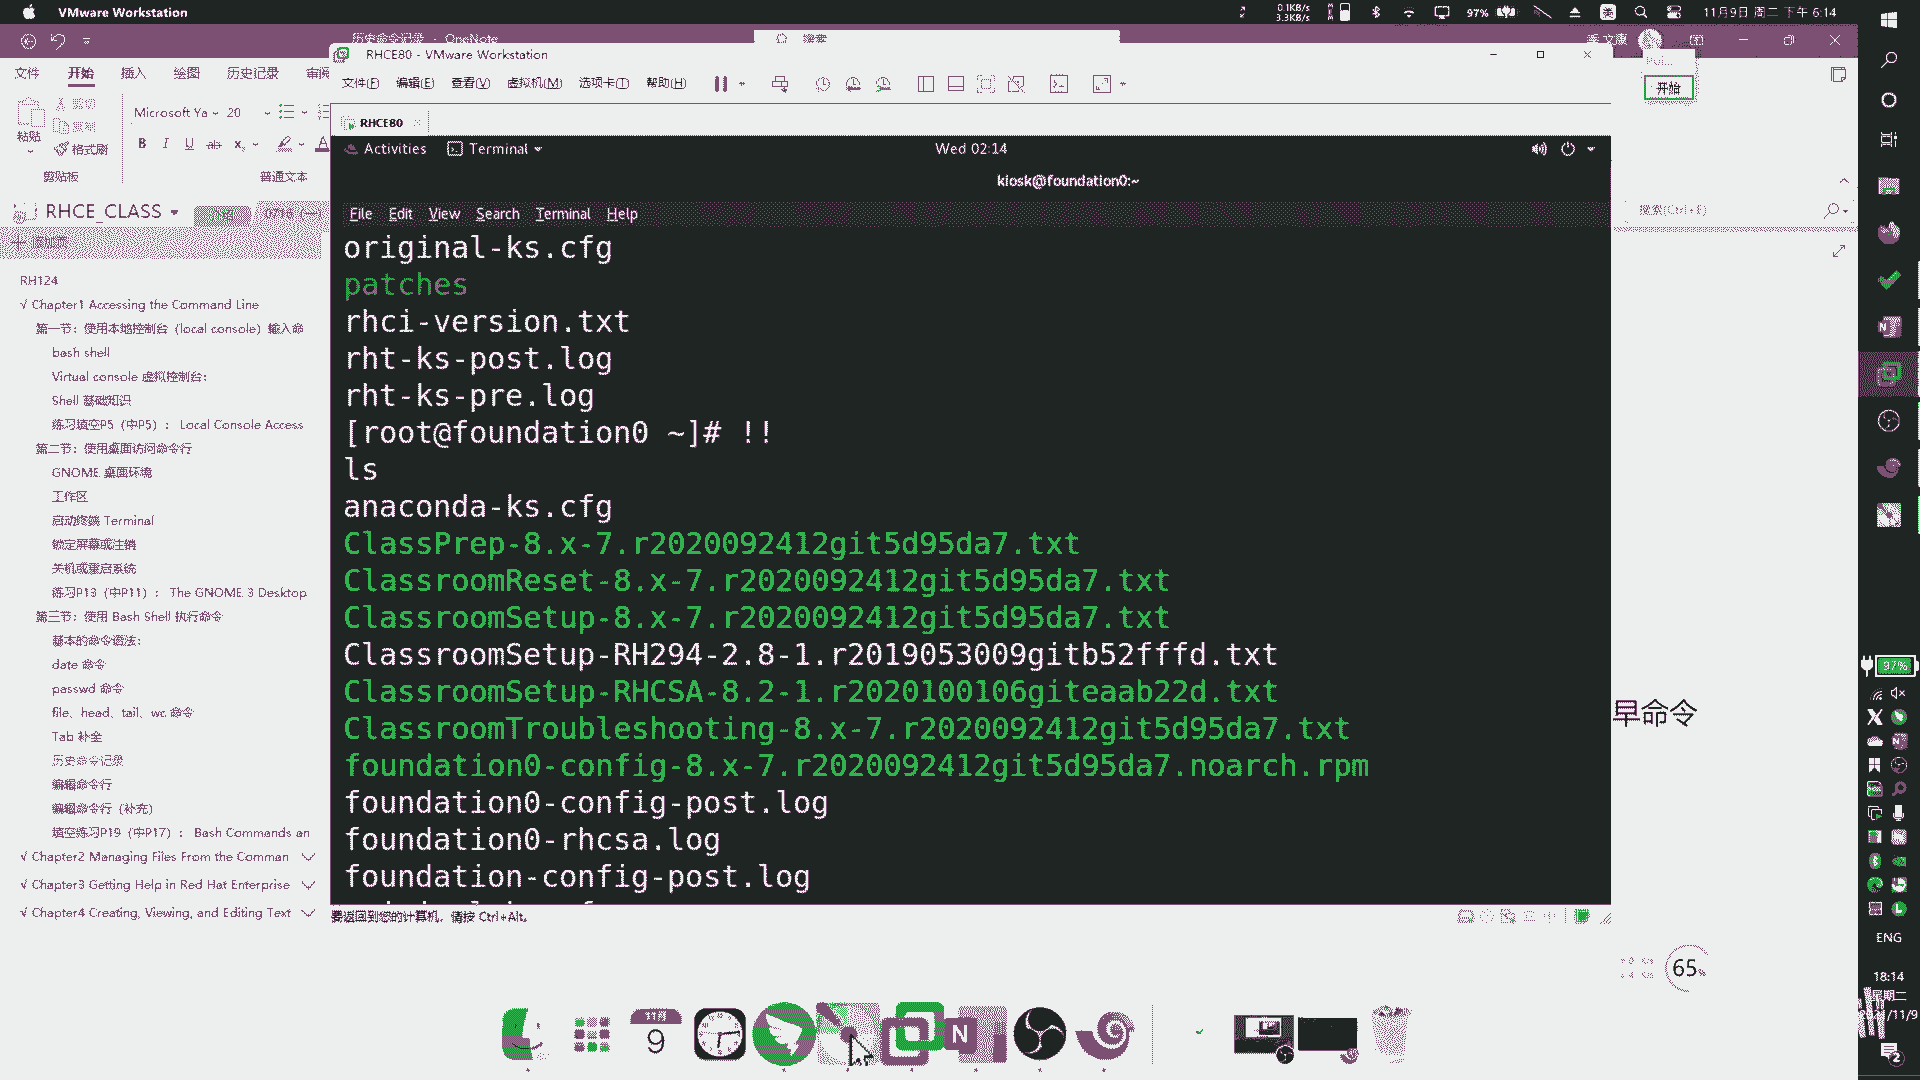 VMware Workstation
0.1KB/s
3.3KB/s
97%
英
11月9日 周二 下午 6:14
历史命令记录 - OneNote
搜索
文件
开始
插入
绘图
历史记录
审阅
Microsoft Ya
20
粘贴
格式刷
剪贴板
普通文本
RHCE80 - VMware Workstation
文件(F)
编辑(E)
查看(V)
虚拟机(M)
选项卡(T)
帮助(H)
RHCE80
开始
搜索(Ctrl+E)
Activities
Terminal
Wed 02:14
kiosk@foundation0:~
File Edit View Search Terminal Help
original-ks.cfg
patches
rhci-version.txt
rht-ks-post.log
rht-ks-pre.log
[root@foundation0 ~]# !!
ls
anaconda-ks.cfg
ClassPrep-8.x-7.r2020092412git5d95da7.txt
ClassroomReset-8.x-7.r2020092412git5d95da7.txt
ClassroomSetup-8.x-7.r2020092412git5d95da7.txt
ClassroomSetup-RH294-2.8-1.r2019053009gitb52fffd.txt
ClassroomSetup-RHCSA-8.2-1.r2020100106giteaab22d.txt
ClassroomTroubleshooting-8.x-7.r2020092412git5d95da7.txt
foundation0-config-8.x-7.r2020092412git5d95da7.noarch.rpm
foundation0-config-post.log
foundation0-rhcsa.log
foundation-config-post.log
要返回到您的计算机，请按 Ctrl+Alt。
RHCE_CLASS
添加页
RH124
√ Chapter1 Accessing the Command Line
第一节：使用本地控制台（local console）输入命
bash shell
Virtual console 虚拟控制台：
Shell 基础知识
练习填空P5（中P5）： Local Console Access
第二节：使用桌面访问命令行
GNOME 桌面环境
工作区
启动终端 Terminal
锁定屏幕或注销
关机或重启系统
练习P13（中P11）： The GNOME 3 Desktop
第三节：使用 Bash Shell 执行命令
基本的命令语法：
date 命令
passwd 命令
file、head、tail、wc 命令
Tab 补全
历史命令记录
编辑命令行
编辑命令行（补充）
填空练习P19（中P17）： Bash Commands an
√ Chapter2 Managing Files From the Comman
√ Chapter3 Getting Help in Red Hat Enterprise
√ Chapter4 Creating, Viewing, and Editing Text
早命令
97%
ENG
18:14
星期二
2021/11/9
65%
11月
9
N
2